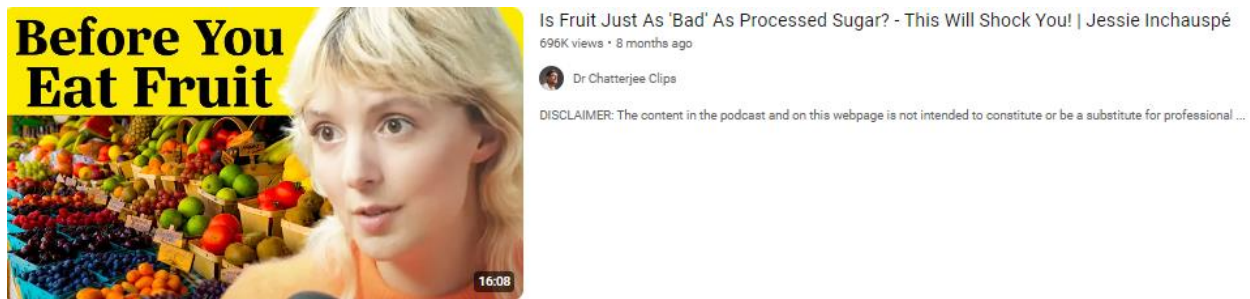 Before You
Eat Fruit
16:08
Is Fruit Just As 'Bad' As Processed Sugar? - This Will Shock You! | Jessie Inchauspé
696K views • 8 months ago
Dr Chatterjee Clips
DISCLAIMER: The content in the podcast and on this webpage is not intended to constitute or be a substitute for professional ...